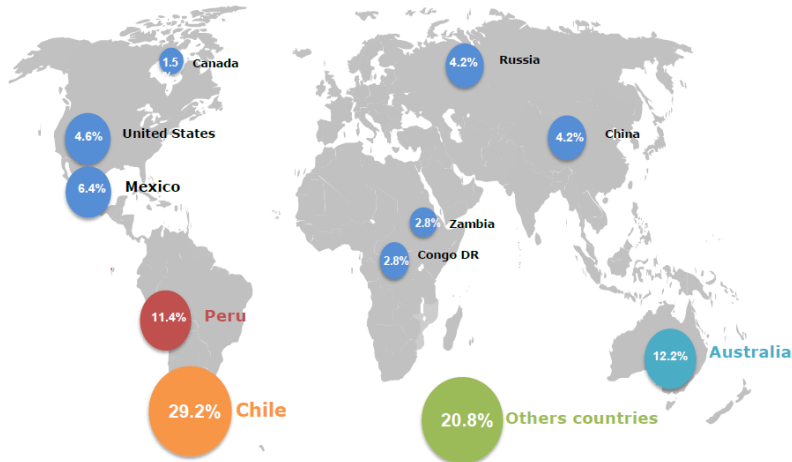 1.5 Canada
4.2% Russia
4.6% United States
4.2% China
6.4% Mexico
2.8% Zambia
2.8% Congo DR
11.4% Peru
12.2% Australia
29.2% Chile
20.8% Others countries